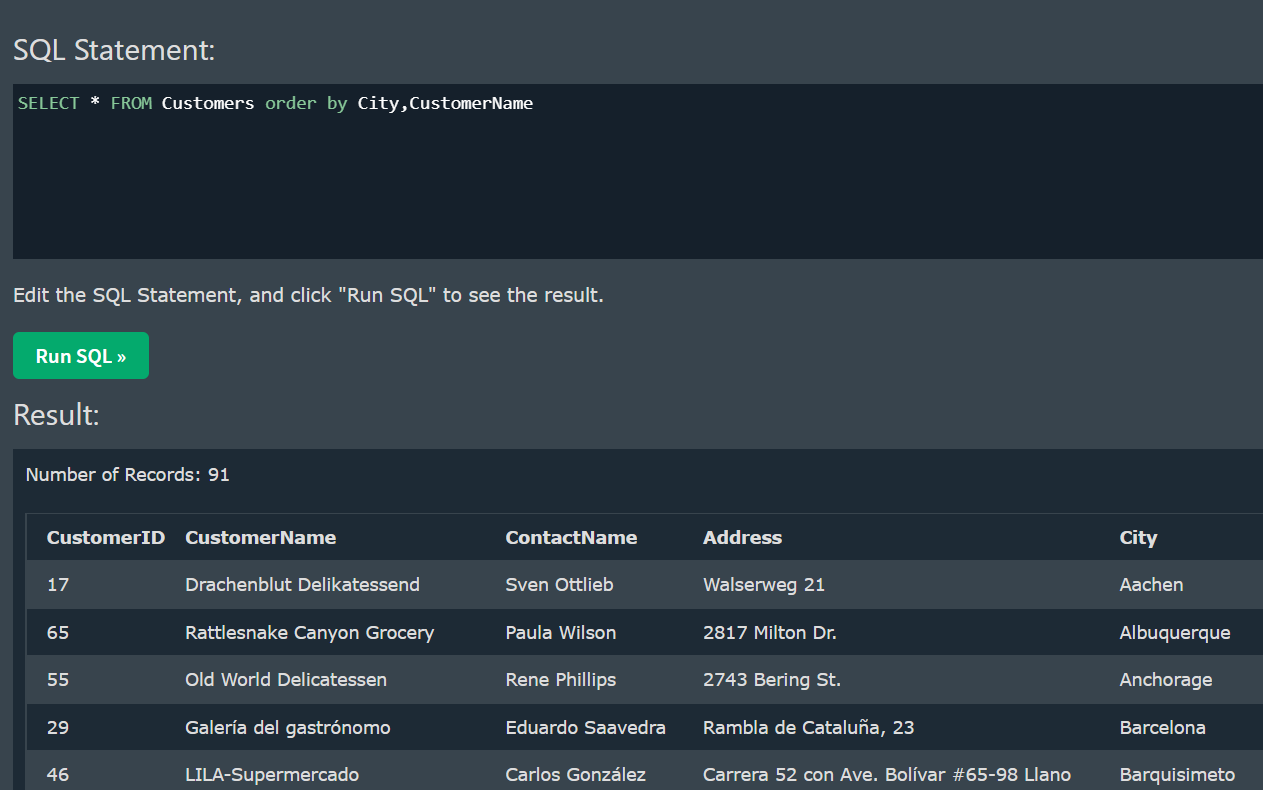 SQL Statement:
SELECT * FROM Customers order by City,CustomerName
Edit the SQL Statement, and click "Run SQL" to see the result.
Run SQL »
Result:
Number of Records: 91
CustomerID CustomerName ContactName Address City
17 Drachenblut Delikatessend Sven Ottlieb Walserweg 21 Aachen
65 Rattlesnake Canyon Grocery Paula Wilson 2817 Milton Dr. Albuquerque
55 Old World Delicatessen Rene Phillips 2743 Bering St. Anchorage
29 Galería del gastrónomo Eduardo Saavedra Rambla de Cataluña, 23 Barcelona
46 LILA-Supermercado Carlos González Carrera 52 con Ave. Bolívar #65-98 Llano Barquisimeto